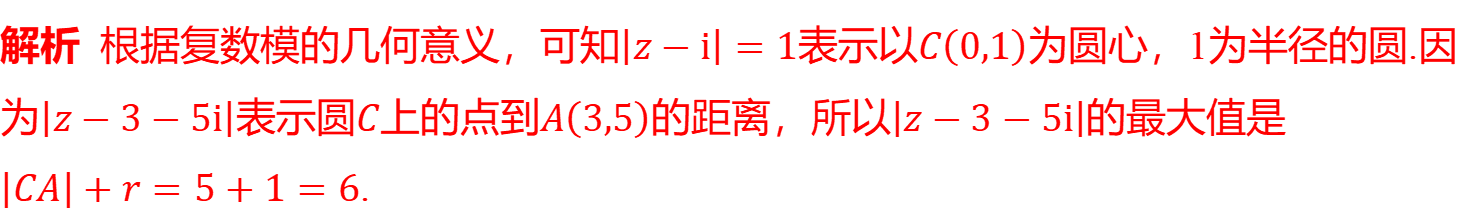 解析 根据复数模的几何意义，可知|z − i| = 1表示以C(0,1)为圆心，1为半径的圆.因
为|z − 3 − 5i|表示圆C上的点到A(3,5)的距离，所以|z − 3 − 5i|的最大值是
|CA| + r = 5 + 1 = 6.